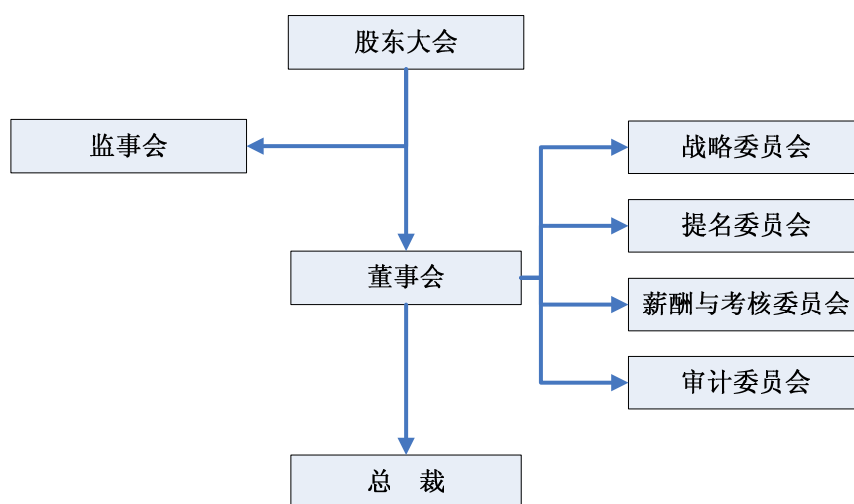 股东大会
监事会
战略委员会
提名委员会
董事会
薪酬与考核委员会
审计委员会
总　裁